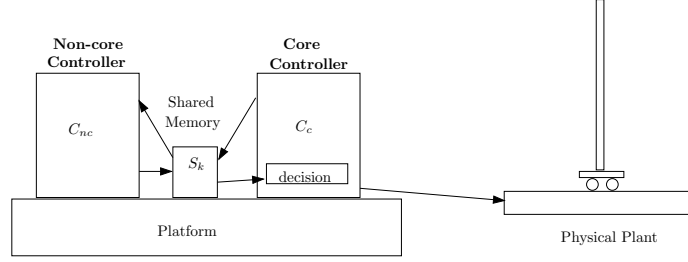 Non-core
Controller
Core
Controller
Shared
Memory
C_nc
S_k
C_c
decision
Platform
Physical Plant